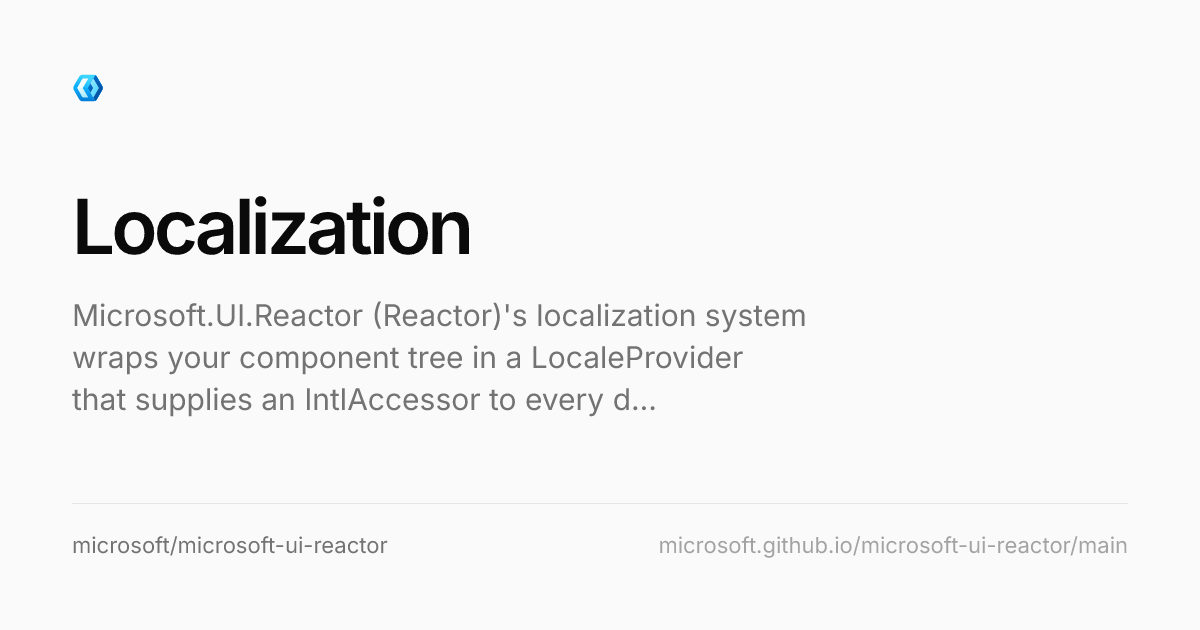 Localization
Microsoft.UI.Reactor (Reactor)'s localization system
wraps your component tree in a LocaleProvider
that supplies an IntlAccessor to every d...
microsoft/microsoft-ui-reactor
microsoft.github.io/microsoft-ui-reactor/main